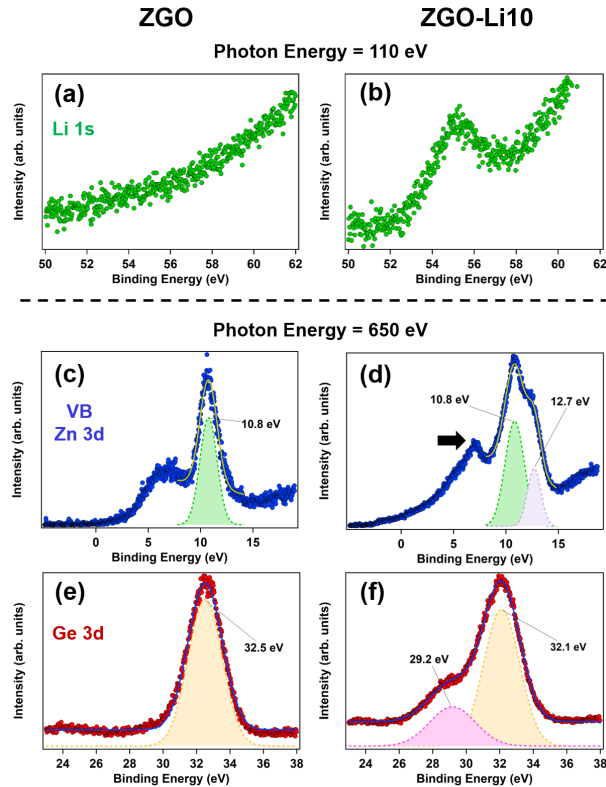 ZGO ZGO-Li10
Photon Energy = 110 eV
(a) (b)
Li 1s
Intensity (arb. units) Intensity (arb. units)
50 52 54 56 58 60 62 50 52 54 56 58 60 62
Binding Energy (eV) Binding Energy (eV)
Photon Energy = 650 eV
(c) (d)
VB
Zn 3d
10.8 eV
10.8 eV
12.7 eV
Intensity (arb. units) Intensity (arb. units)
0 5 10 15 0 5 10 15
Binding Energy (eV) Binding Energy (eV)
(e) (f)
Ge 3d
32.5 eV
29.2 eV
32.1 eV
Intensity (arb. units) Intensity (arb. units)
24 26 28 30 32 34 36 38 24 26 28 30 32 34 36 38
Binding Energy (eV) Binding Energy (eV)